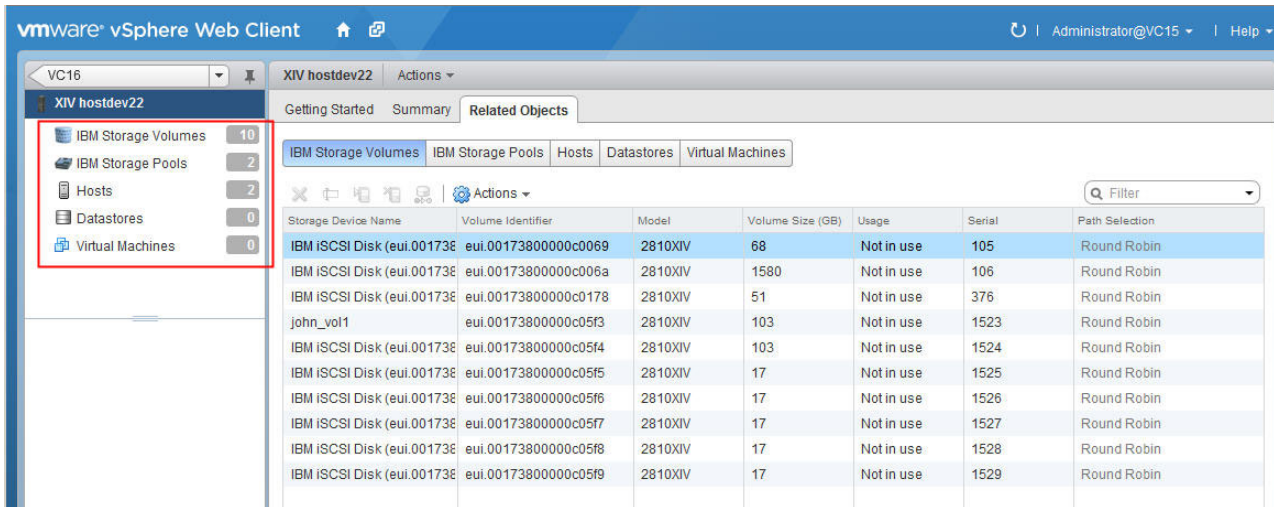 vmware® vSphere Web Client
Administrator@VC15
Help
VC16
XIV hostdev22
IBM Storage Volumes 10
IBM Storage Pools 2
Hosts 2
Datastores 0
Virtual Machines 0
XIV hostdev22 Actions
Getting Started Summary Related Objects
IBM Storage Volumes IBM Storage Pools Hosts Datastores Virtual Machines
Actions Filter
Storage Device Name Volume Identifier Model Volume Size (GB) Usage Serial Path Selection
IBM iSCSI Disk (eui.001738 eui.00173800000c0069 2810XIV 68 Not in use 105 Round Robin
IBM iSCSI Disk (eui.001738 eui.00173800000c006a 2810XIV 1580 Not in use 106 Round Robin
IBM iSCSI Disk (eui.001738 eui.00173800000c0178 2810XIV 51 Not in use 376 Round Robin
john_vol1 eui.00173800000c05f3 2810XIV 103 Not in use 1523 Round Robin
IBM iSCSI Disk (eui.001738 eui.00173800000c05f4 2810XIV 103 Not in use 1524 Round Robin
IBM iSCSI Disk (eui.001738 eui.00173800000c05f5 2810XIV 17 Not in use 1525 Round Robin
IBM iSCSI Disk (eui.001738 eui.00173800000c05f6 2810XIV 17 Not in use 1526 Round Robin
IBM iSCSI Disk (eui.001738 eui.00173800000c05f7 2810XIV 17 Not in use 1527 Round Robin
IBM iSCSI Disk (eui.001738 eui.00173800000c05f8 2810XIV 17 Not in use 1528 Round Robin
IBM iSCSI Disk (eui.001738 eui.00173800000c05f9 2810XIV 17 Not in use 1529 Round Robin